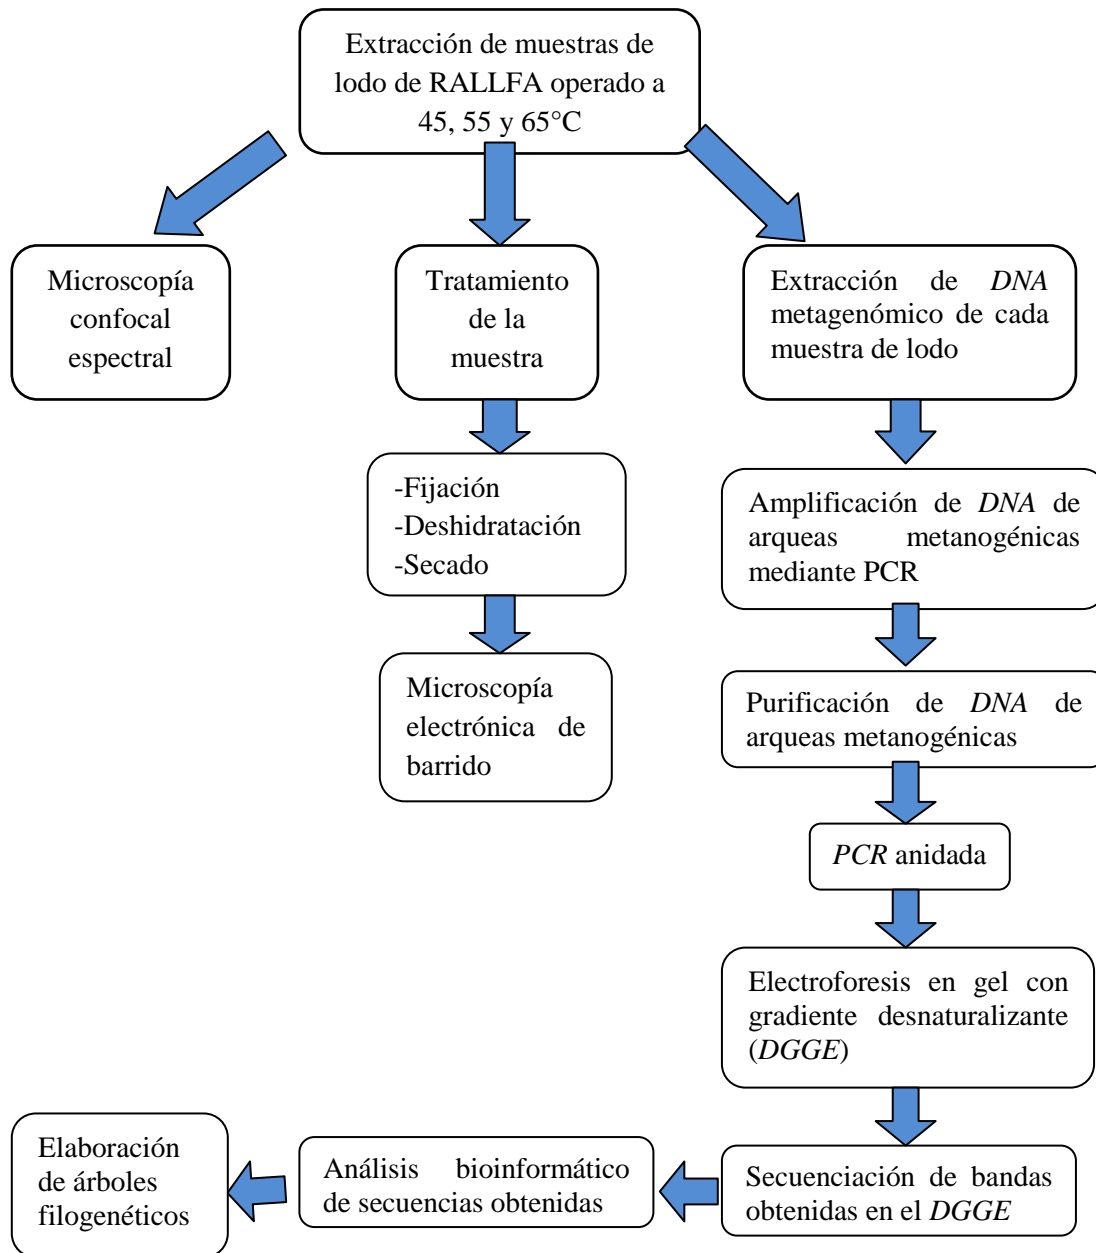 Extracción de muestras de
lodo de RALLFA operado a
45, 55 y 65°C
Microscopía
confocal
espectral
Tratamiento
de la
muestra
Extracción de DNA
metagenómico de cada
muestra de lodo
-Fijación
-Deshidratación
-Secado
Amplificación de DNA de
arqueas metanogénicas
mediante PCR
Microscopía
electrónica de
barrido
Purificación de DNA de
arqueas metanogénicas
PCR anidada
Electroforesis en gel con
gradiente desnaturalizante
(DGGE)
Secuenciación de bandas
obtenidas en el DGGE
Análisis bioinformático
de secuencias obtenidas
Elaboración
de árboles
filogenéticos